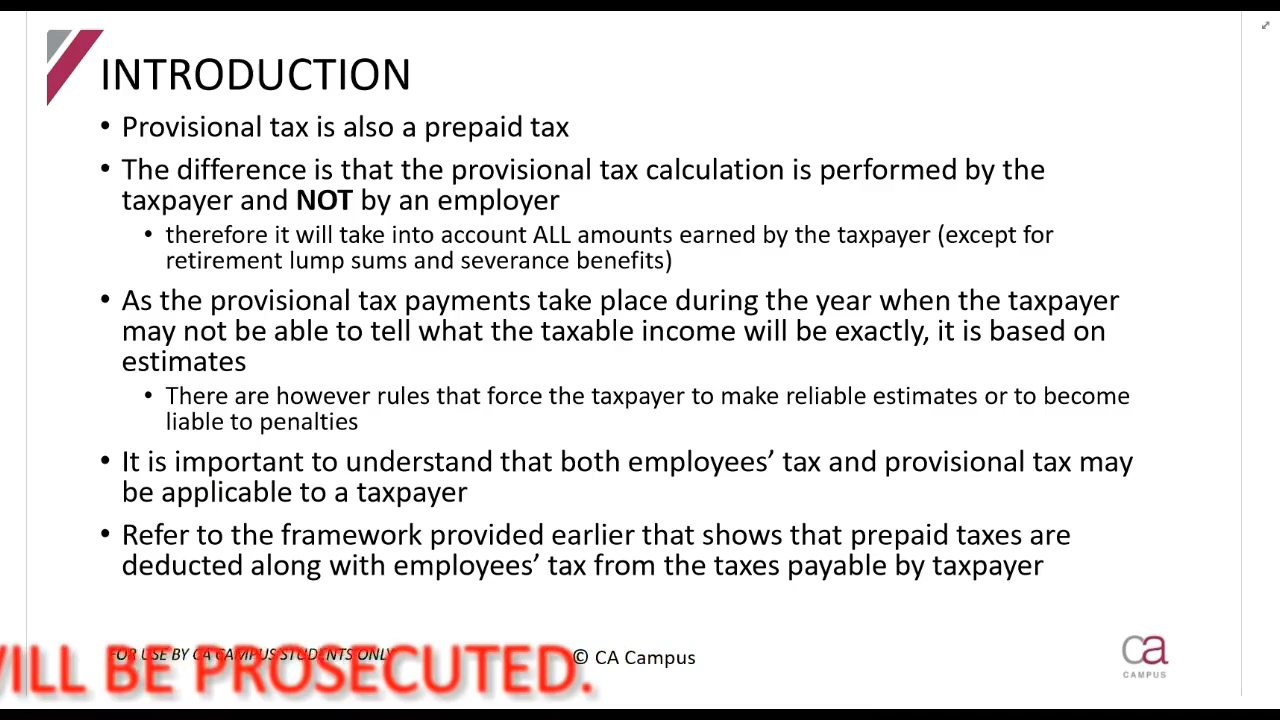 INTRODUCTION
• Provisional tax is also a prepaid tax
• The difference is that the provisional tax calculation is performed by the
taxpayer and NOT by an employer
• therefore it will take into account ALL amounts earned by the taxpayer (except for
retirement lump sums and severance benefits)
• As the provisional tax payments take place during the year when the taxpayer
may not be able to tell what the taxable income will be exactly, it is based on
estimates
• There are however rules that force the taxpayer to make reliable estimates or to become
liable to penalties
• It is important to understand that both employees’ tax and provisional tax may
be applicable to a taxpayer
• Refer to the framework provided earlier that shows that prepaid taxes are
deducted along with employees’ tax from the taxes payable by taxpayer
FOR USE BY CA CAMPUS STUDENTS ONLY
WILL BE PROSECUTED.
© CA Campus
ca
CAMPUS